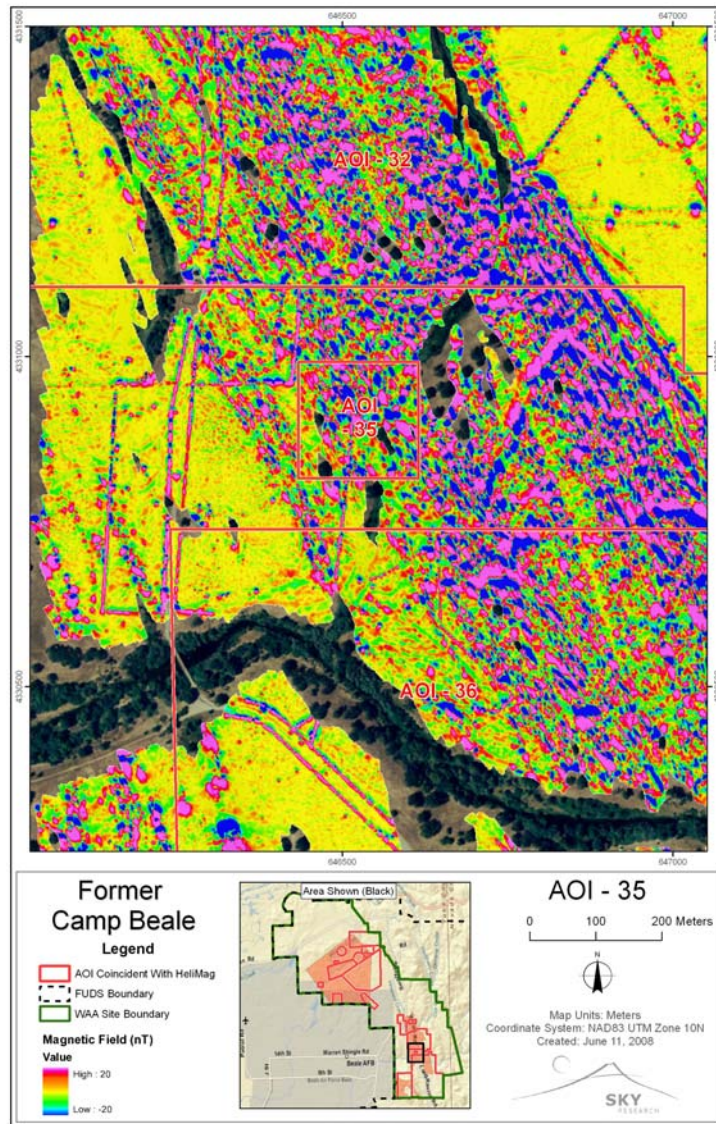 646500
647000
4331500
AOI - 32
4331000
4331000
AOI
- 35
4330500
4330500
AOI - 36
646500
647000
Former
Camp Beale
Legend
AOI Coincident With HeliMag
FUDS Boundary
WAA Site Boundary
Magnetic Field (nT)
Value
High : 20
Low : -20
Area Shown (Black)
14th St
Warren Shingle Rd
Beale AFB
8th St
AOI - 35
0 100 200 Meters
N
Map Units: Meters
Coordinate System: NAD83 UTM Zone 10N
Created: June 11, 2008
SKY
RESEARCH